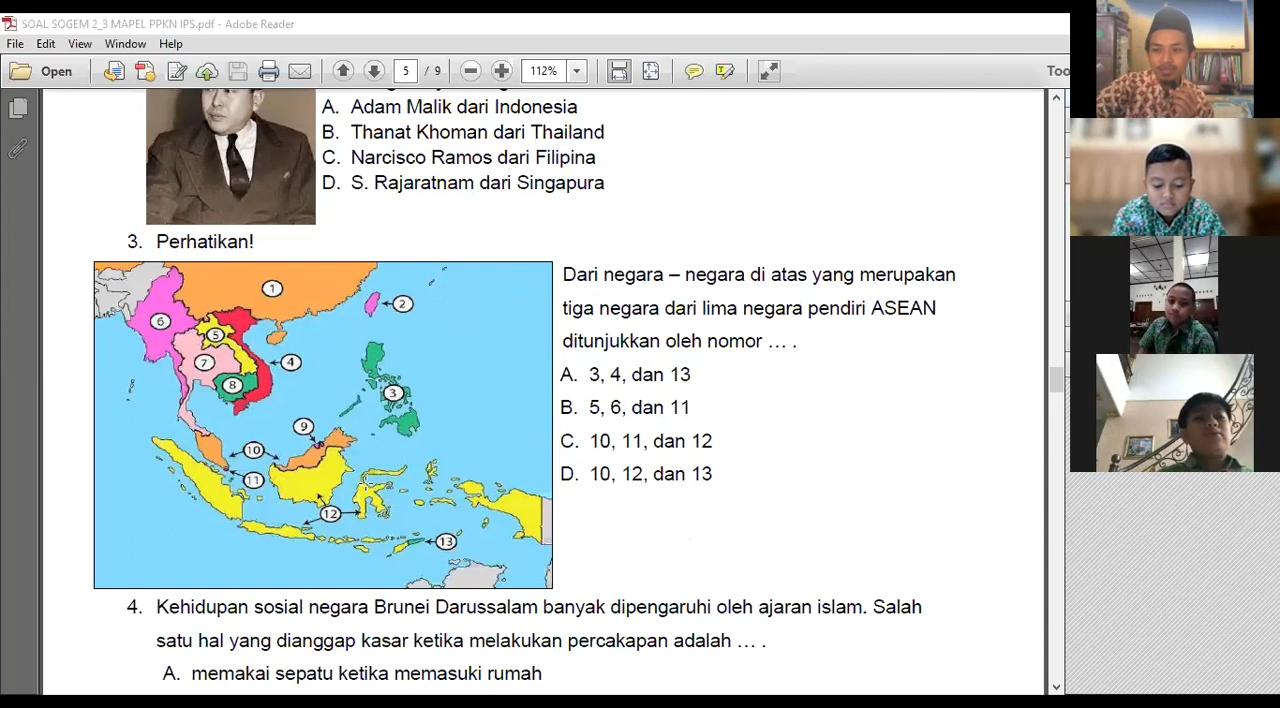 SOAL SOGEM 2_3 MAPEL PPKN IPS.pdf - Adobe Reader
File Edit View Window Help
Open 5 / 9 112% Too
A. Adam Malik dari Indonesia
B. Thanat Khoman dari Thailand
C. Narcisco Ramos dari Filipina
D. S. Rajaratnam dari Singapura
3. Perhatikan!
1
2
3
4
5
6
7
8
9
10
11
12
13
Dari negara – negara di atas yang merupakan
tiga negara dari lima negara pendiri ASEAN
ditunjukkan oleh nomor … .
A. 3, 4, dan 13
B. 5, 6, dan 11
C. 10, 11, dan 12
D. 10, 12, dan 13
4. Kehidupan sosial negara Brunei Darussalam banyak dipengaruhi oleh ajaran islam. Salah
satu hal yang dianggap kasar ketika melakukan percakapan adalah … .
A. memakai sepatu ketika memasuki rumah